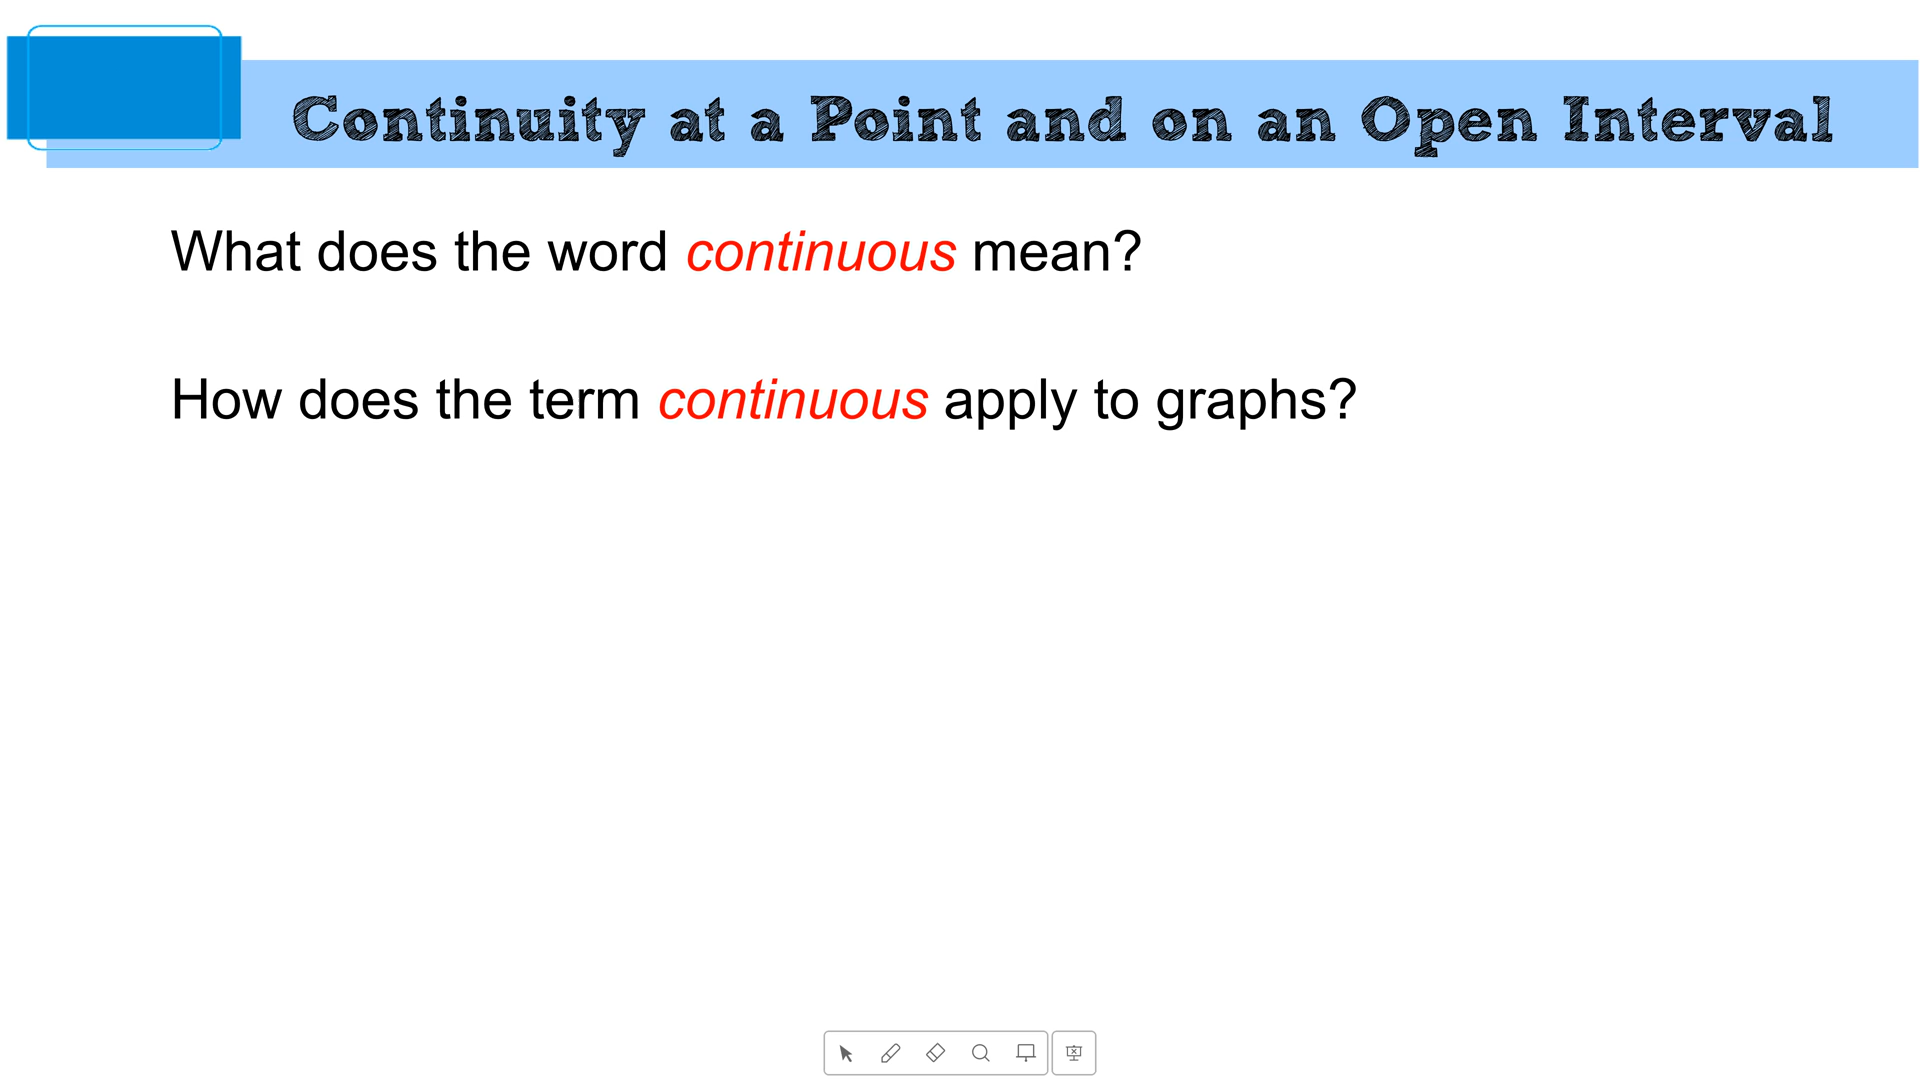 Continuity at a Point and on an Open Interval
What does the word continuous mean?
How does the term continuous apply to graphs?